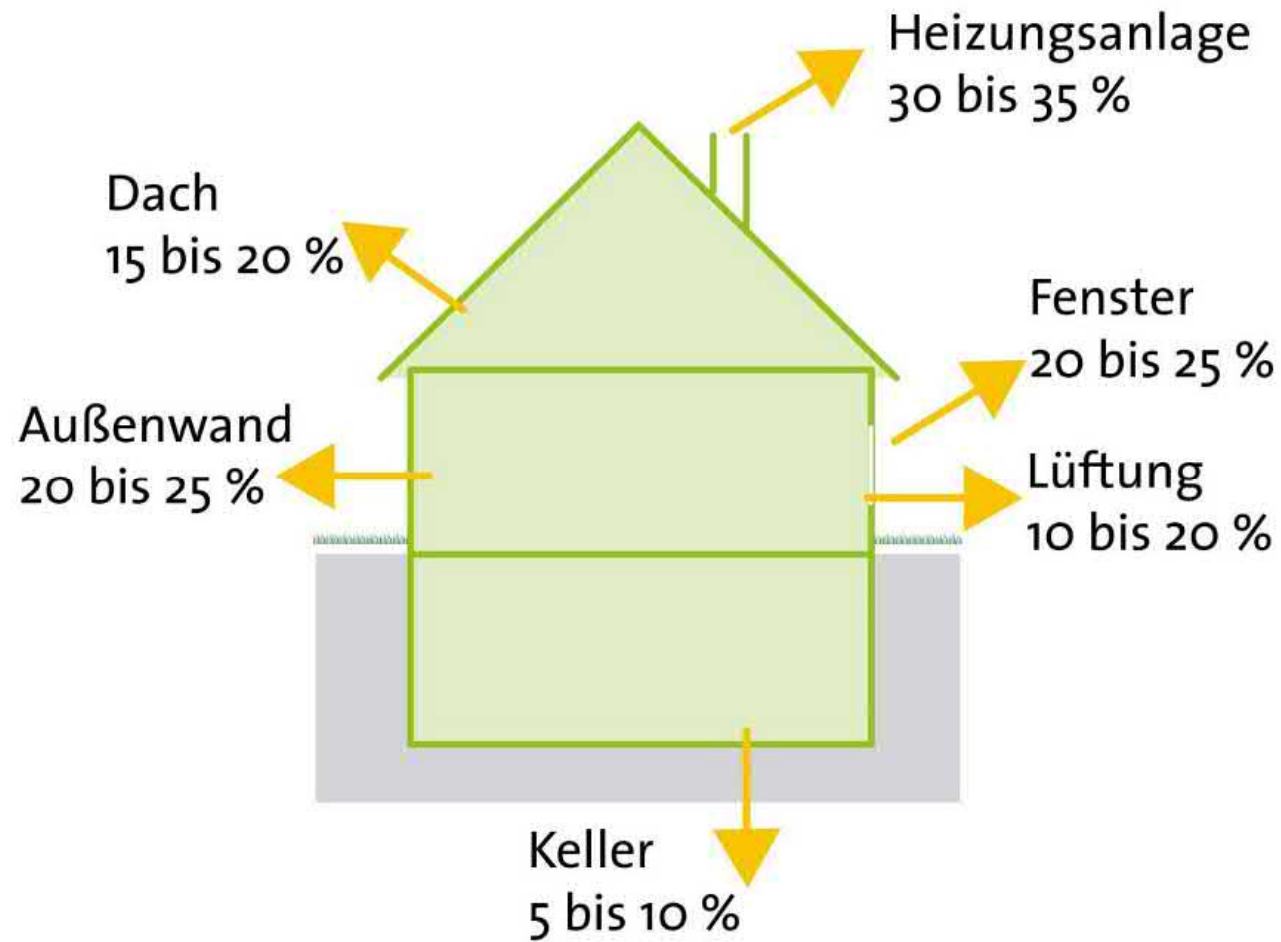 Heizungsanlage
30 bis 35 %
Dach
15 bis 20 %
Fenster
20 bis 25 %
Außenwand
20 bis 25 %
Lüftung
10 bis 20 %
Keller
5 bis 10 %